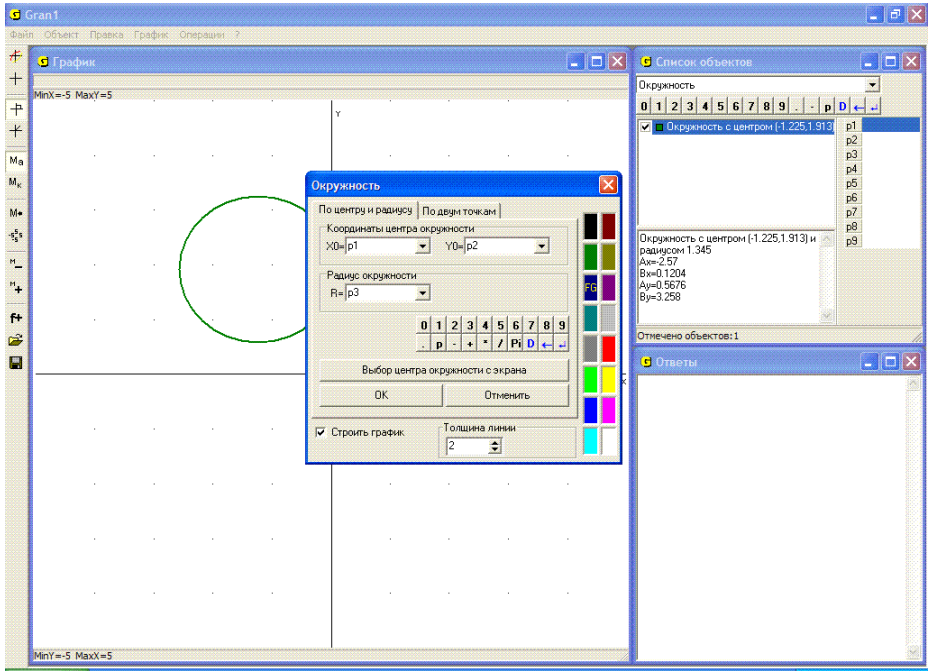 Gran1
Файл Объект Правка График Операции ?
График
MinX=-5 MaxY=5
Y
X
MinY=-5 MaxX=5
Ma
Mк
M
-5 5 5
M
M +
f+
Окружность
По центру и радиусу По двум точкам
Координаты центра окружности
X0= p1 Y0= p2
Радиус окружности
R= p3
0 1 2 3 4 5 6 7 8 9
. p - + * / Pi D ← ↲
Выбор центра окружности с экрана
OK Отменить
Строить график
Толщина линии
2
FG
Список объектов
Окружность
0 1 2 3 4 5 6 7 8 9 . - p D ← ↲
Окружность с центром (-1.225,1.913)
p1
p2
p3
p4
p5
p6
p7
p8
p9
Окружность с центром (-1.225,1.913) и
радиусом 1.345
Ax=-2.57
Bx=0.1204
Ay=0.5676
By=3.258
Отмечено объектов:1
Ответы